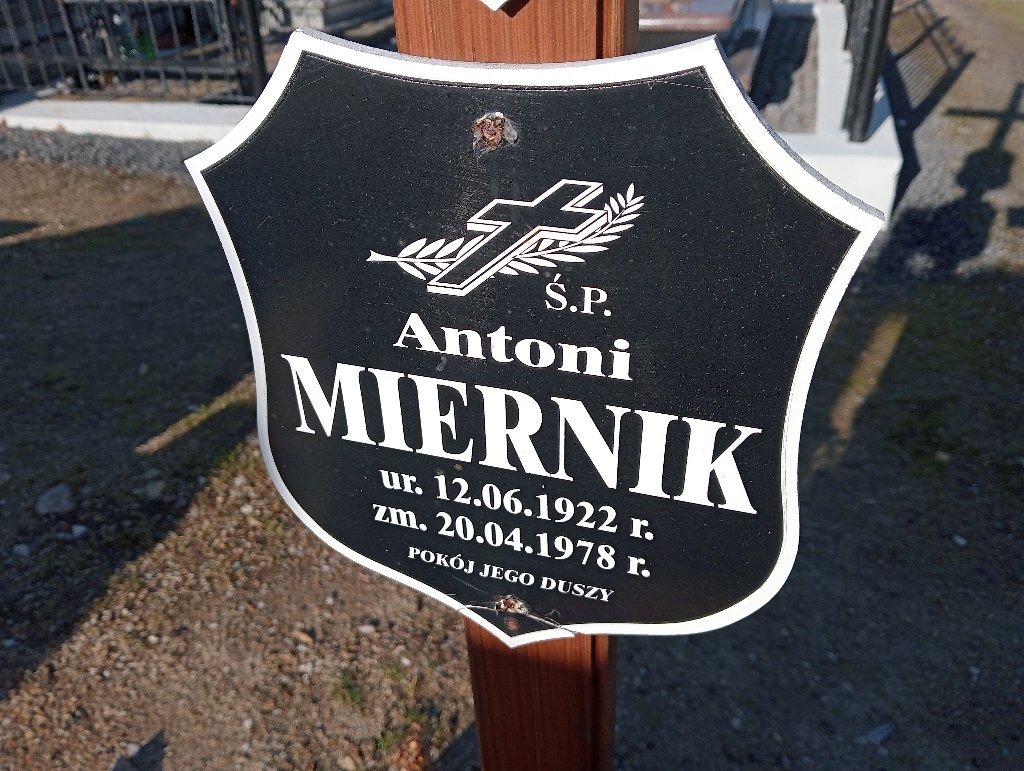 Ś.P.
Antoni
MIERNIK
ur. 12.06.1922 r.
zm. 20.04.1978 r.
POKÓJ JEGO DUSZY